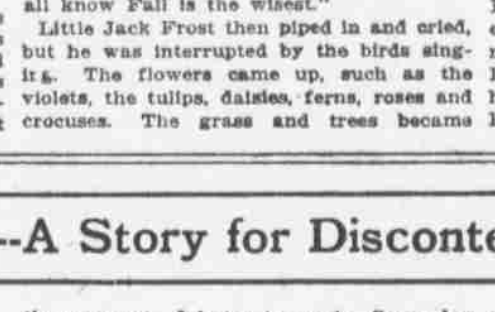 all know Fall is the wisest."
Little Jack Frost then piped in and cried,
but he was interrupted by the birds sing-
ing. The flowers came up, such as the
violets, the tulips, daisies, ferns, roses and
crocuses. The grass and trees became
--A Story for Disconte